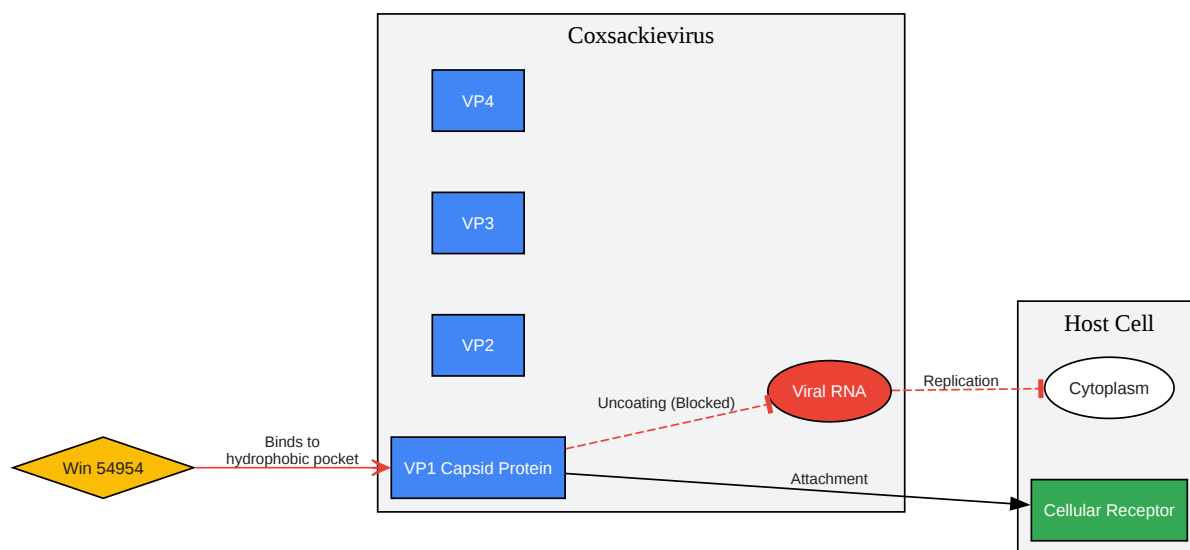 Coxsackievirus
VP4
VP3
VP2
Host Cell
Viral RNA
Replication
Cytoplasm
Uncoating (Blocked)
Binds to
hydrophobic pocket
Win 54954
VP1 Capsid Protein
Attachment
Cellular Receptor